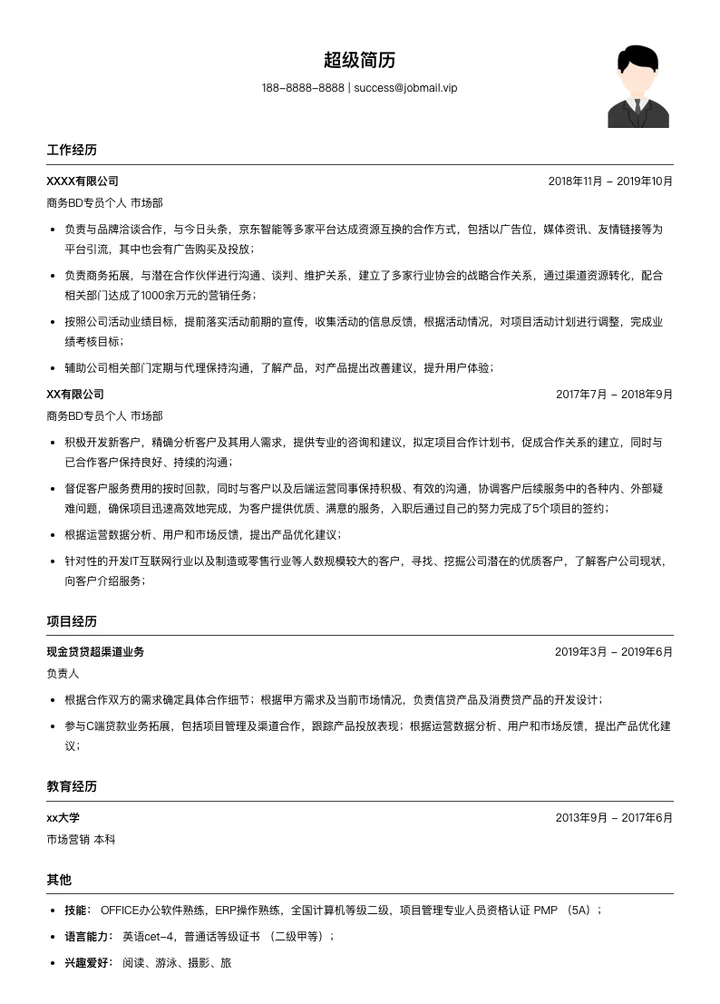 超级简历
188-8888-8888 | success@jobmail.vip
工作经历
XXXX有限公司 2018年11月 – 2019年10月
商务BD专员个人 市场部
• 负责与品牌洽谈合作，与今日头条，京东智能等多家平台达成资源互换的合作方式，包括以广告位，媒体资讯、友情链接等为
平台引流，其中也会有广告购买及投放；
• 负责商务拓展，与潜在合作伙伴进行沟通、谈判、维护关系，建立了多家行业协会的战略合作关系，通过渠道资源转化，配合
相关部门达成了1000余万元的营销任务；
• 按照公司活动业绩目标，提前落实活动前期的宣传，收集活动的信息反馈，根据活动情况，对项目活动计划进行调整，完成业
绩考核目标；
• 辅助公司相关部门定期与代理保持沟通，了解产品，对产品提出改善建议，提升用户体验；
XX有限公司 2017年7月 – 2018年9月
商务BD专员个人 市场部
• 积极开发新客户，精确分析客户及其用人需求，提供专业的咨询和建议，拟定项目合作计划书，促成合作关系的建立，同时与
已合作客户保持良好、持续的沟通；
• 督促客户服务费用的按时回款，同时与客户以及后端运营同事保持积极、有效的沟通，协调客户后续服务中的各种内、外部疑
难问题，确保项目迅速高效地完成，为客户提供优质、满意的服务，入职后通过自己的努力完成了5个项目的签约；
• 根据运营数据分析、用户和市场反馈，提出产品优化建议；
• 针对性的开发IT互联网行业以及制造或零售行业等人数规模较大的客户，寻找、挖掘公司潜在的优质客户，了解客户公司现状，
向客户介绍服务；
项目经历
现金贷贷超渠道业务 2019年3月 – 2019年6月
负责人
• 根据合作双方的需求确定具体合作细节；根据甲方需求及当前市场情况，负责信贷产品及消费贷产品的开发设计；
• 参与C端贷款业务拓展，包括项目管理及渠道合作，跟踪产品投放表现；根据运营数据分析、用户和市场反馈，提出产品优化建
议；
教育经历
xx大学 2013年9月 – 2017年6月
市场营销 本科
其他
• 技能： OFFICE办公软件熟练，ERP操作熟练，全国计算机等级二级，项目管理专业人员资格认证 PMP （5A）；
• 语言能力： 英语cet-4，普通话等级证书 （二级甲等）；
• 兴趣爱好： 阅读、游泳、摄影、旅